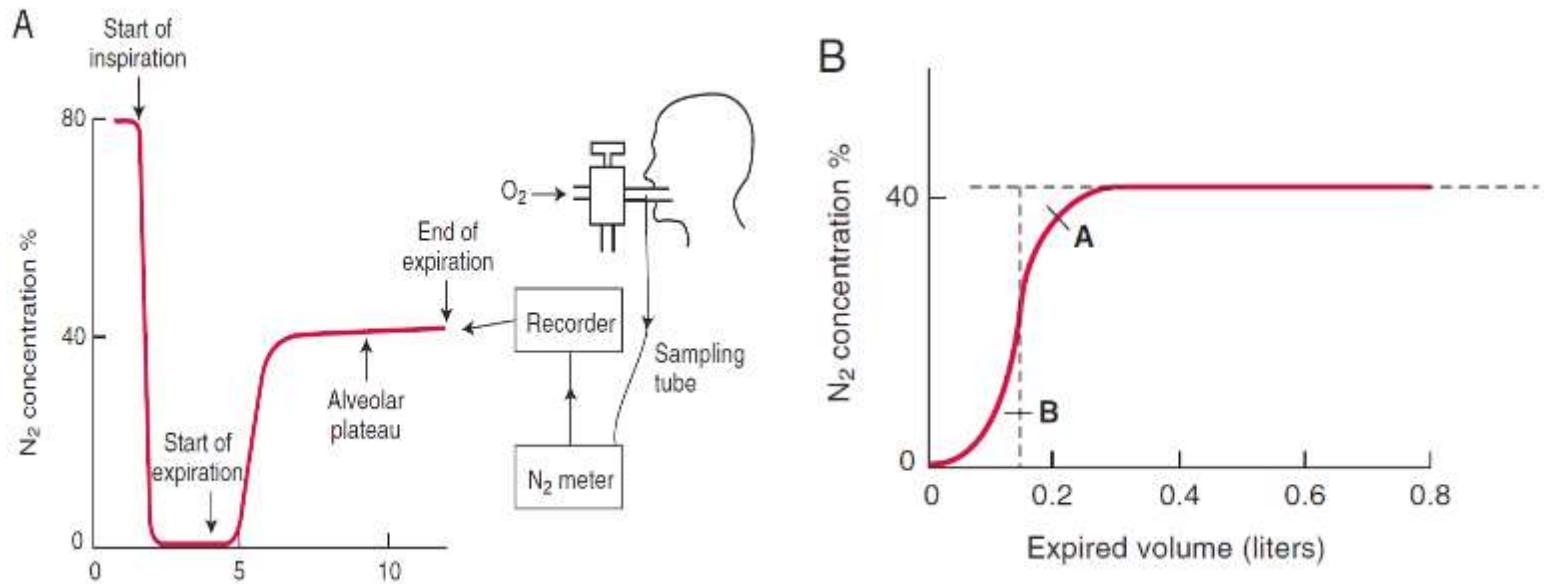 A
Start of
inspiration
80
40
0
N₂ concentration %
Start of
expiration
Alveolar
plateau
End of
expiration
0
5
10
O₂
Recorder
Sampling
tube
N₂ meter
B
N₂ concentration %
40
0
A
B
0
0.2
0.4
0.6
0.8
Expired volume (liters)